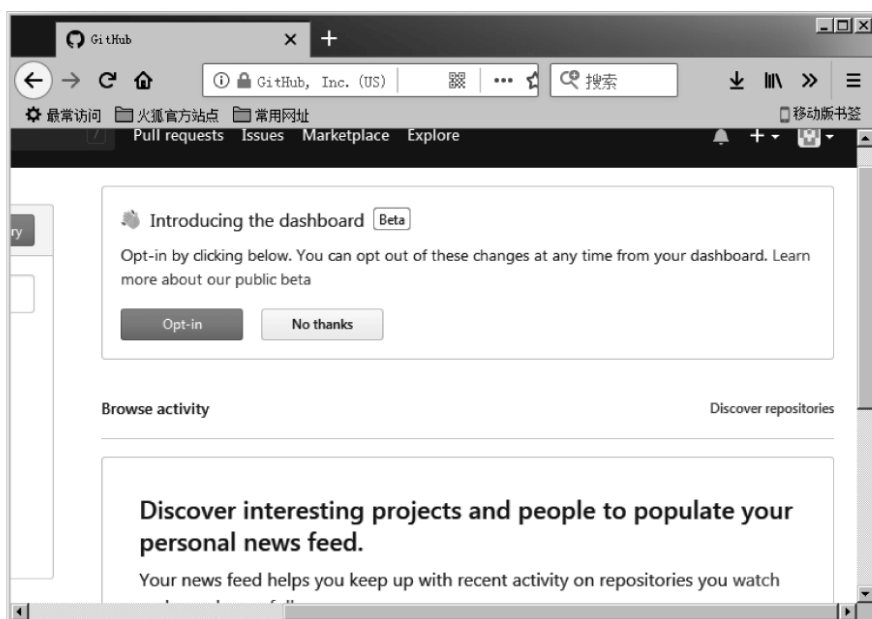 GitHub
GitHub, Inc. (US)
搜索
最常访问 火狐官方站点 常用网址 移动版书签
/ Pull requests Issues Marketplace Explore
ry
Introducing the dashboard Beta
Opt-in by clicking below. You can opt out of these changes at any time from your dashboard. Learn
more about our public beta
Opt-in No thanks
Browse activity Discover repositories
Discover interesting projects and people to populate your
personal news feed.
Your news feed helps you keep up with recent activity on repositories you watch